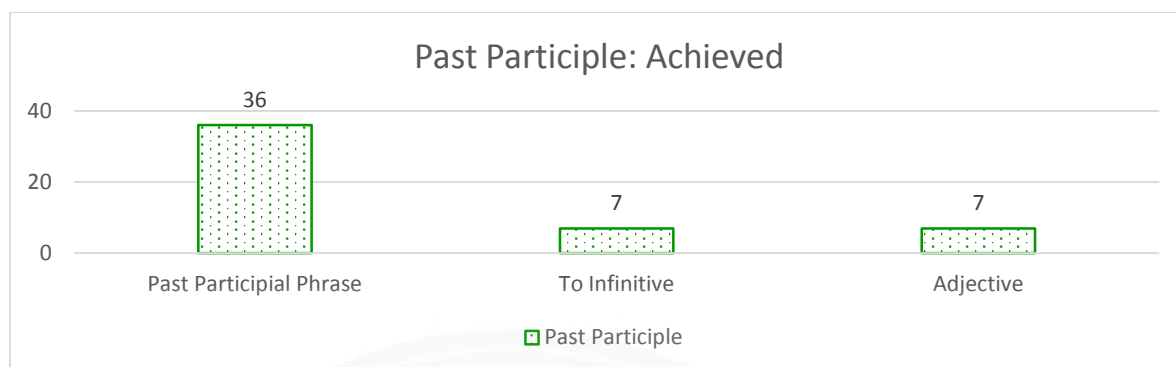 Past Participle: Achieved
36
40
20
7
7
0
Past Participial Phrase
To Infinitive
Adjective
Past Participle